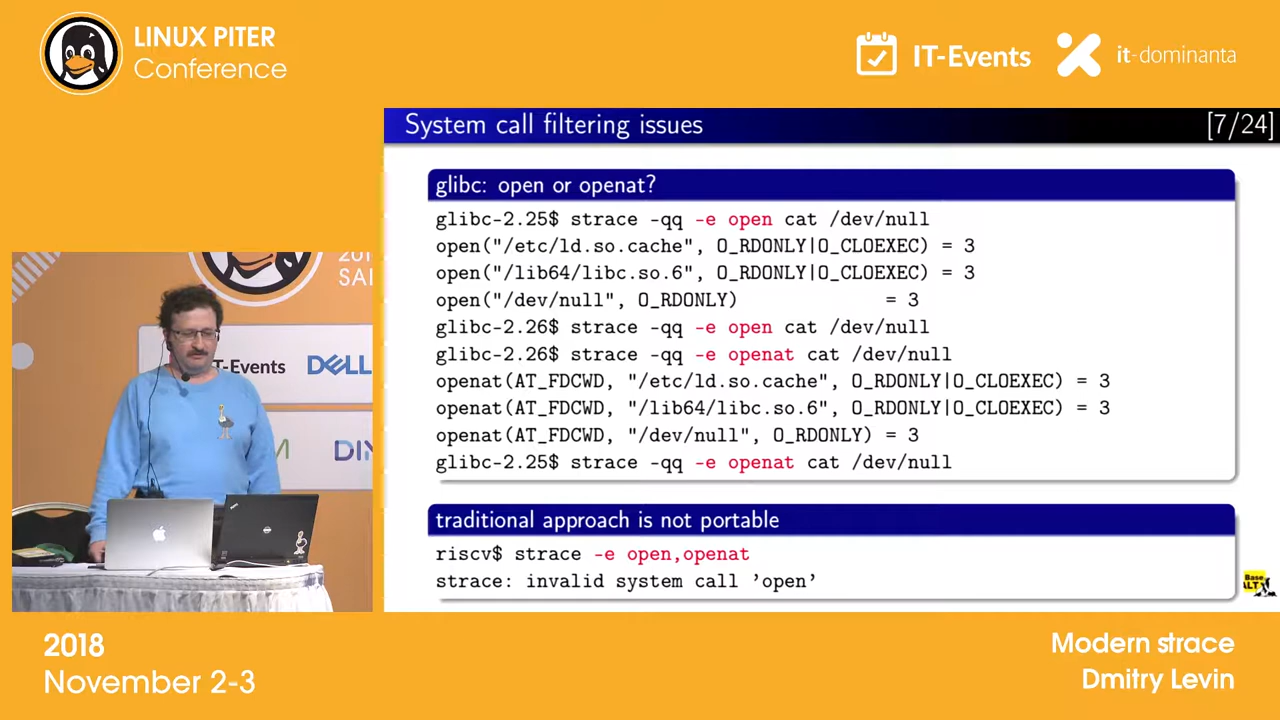 LINUX PITER
Conference
IT-Events
it-dominanta
System call filtering issues
[7/24]
glibc: open or openat?
glibc-2.25$ strace -qq -e open cat /dev/null
open("/etc/ld.so.cache", O_RDONLY|O_CLOEXEC) = 3
open("/lib64/libc.so.6", O_RDONLY|O_CLOEXEC) = 3
open("/dev/null", O_RDONLY) = 3
glibc-2.26$ strace -qq -e open cat /dev/null
glibc-2.26$ strace -qq -e openat cat /dev/null
openat(AT_FDCWD, "/etc/ld.so.cache", O_RDONLY|O_CLOEXEC) = 3
openat(AT_FDCWD, "/lib64/libc.so.6", O_RDONLY|O_CLOEXEC) = 3
openat(AT_FDCWD, "/dev/null", O_RDONLY) = 3
glibc-2.25$ strace -qq -e openat cat /dev/null
traditional approach is not portable
riscv$ strace -e open,openat
strace: invalid system call 'open'
Base
ALT
T-Events
DELL
2018
November 2-3
Modern strace
Dmitry Levin